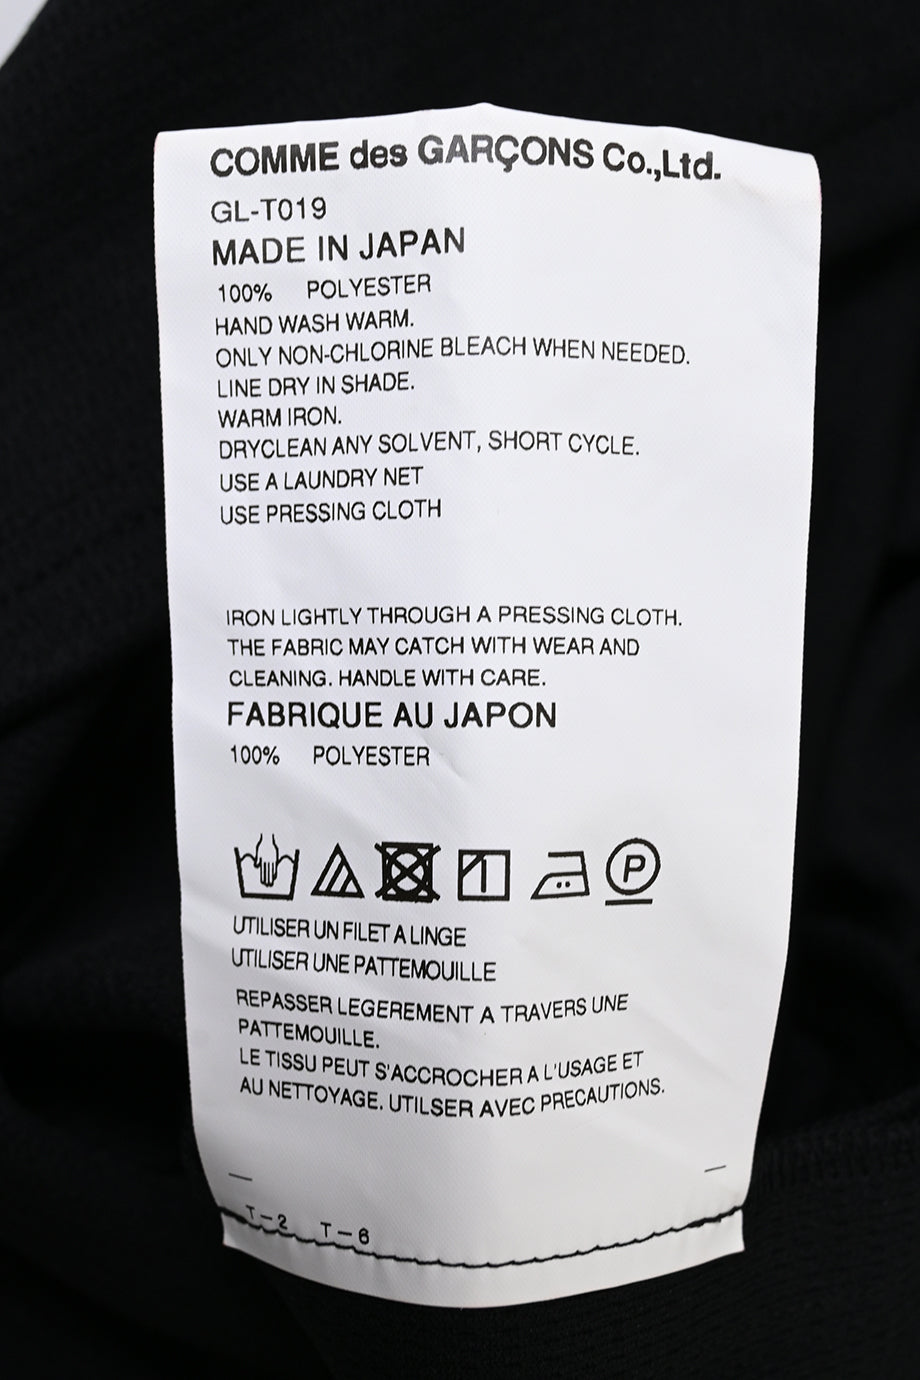 COMME des GARÇONS Co.,Ltd.
GL-T019
MADE IN JAPAN
100% POLYESTER
HAND WASH WARM.
ONLY NON-CHLORINE BLEACH WHEN NEEDED.
LINE DRY IN SHADE.
WARM IRON.
DRYCLEAN ANY SOLVENT, SHORT CYCLE.
USE A LAUNDRY NET
USE PRESSING CLOTH
IRON LIGHTLY THROUGH A PRESSING CLOTH.
THE FABRIC MAY CATCH WITH WEAR AND
CLEANING. HANDLE WITH CARE.
FABRIQUE AU JAPON
100% POLYESTER
P
UTILISER UN FILET A LINGE
UTILISER UNE PATTEMOUILLE
REPASSER LEGEREMENT A TRAVERS UNE
PATTEMOUILLE.
LE TISSU PEUT S'ACCROCHER A L'USAGE ET
AU NETTOYAGE. UTILSER AVEC PRECAUTIONS.
T-2 T-6